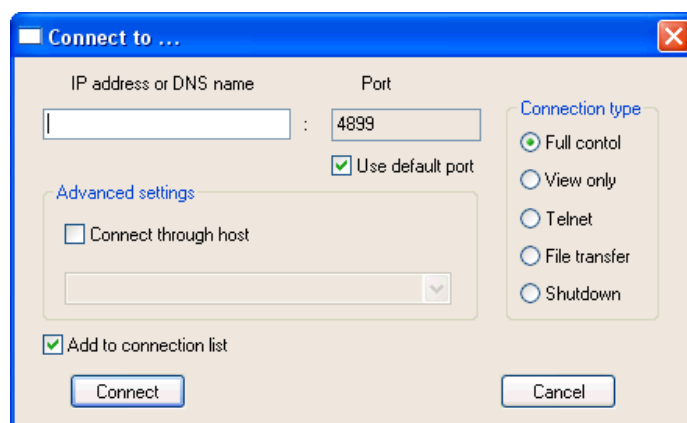 Connect to ...
IP address or DNS name
Port
: 4899
Use default port
Connection type
Full contol
View only
Telnet
File transfer
Shutdown
Advanced settings
Connect through host
Add to connection list
Connect
Cancel